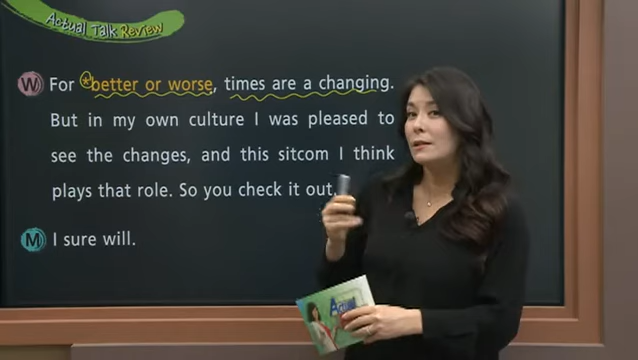 Actual Talk Review
W For *better or worse, times are a changing.
But in my own culture I was pleased to
see the changes, and this sitcom I think
plays that role. So you check it out.
M I sure will.
Actual